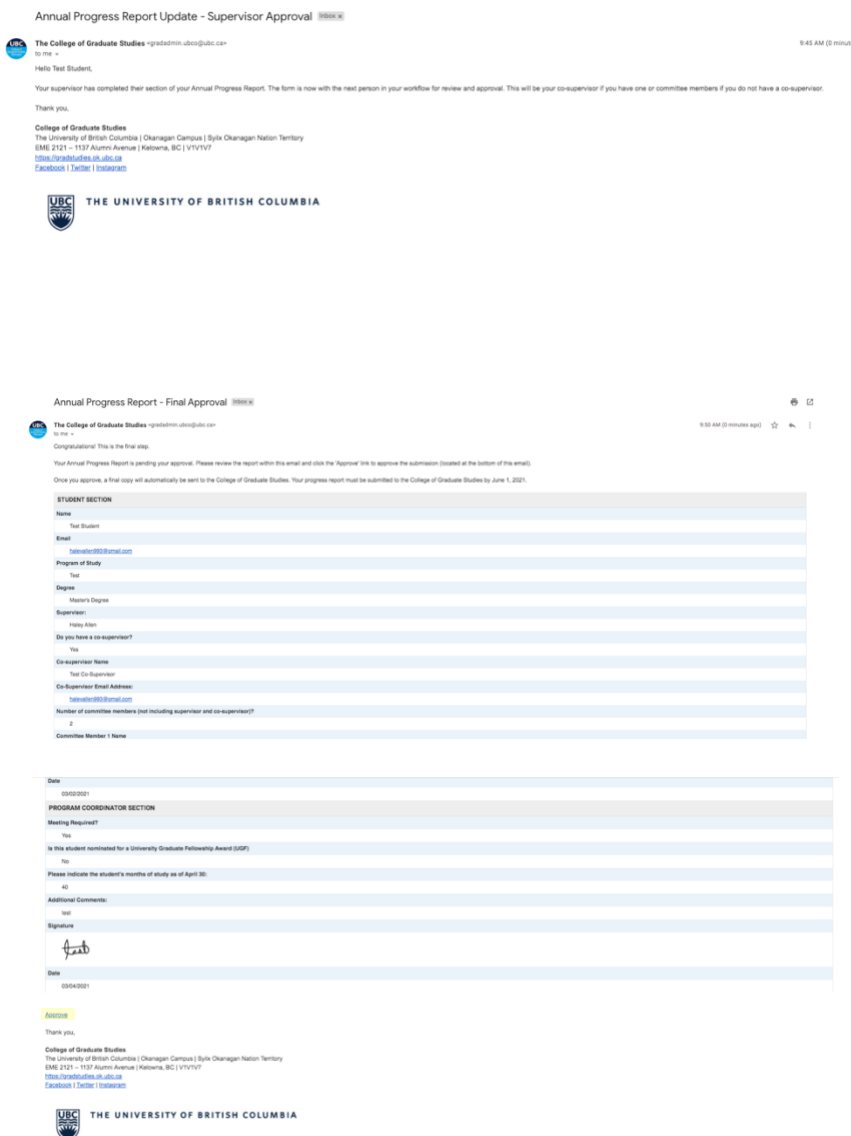 Annual Progress Report Update - Supervisor Approval Inbox x
UBC
The College of Graduate Studies <gradadmin.ubco@ubc.ca>
9:45 AM (0 minut
to me
Hello Test Student,
Your supervisor has completed their section of your Annual Progress Report. The form is now with the next person in your workflow for review and approval. This will be your co-supervisor if you have one or committee members if you do not have a co-supervisor.
Thank you,
College of Graduate Studies
The University of British Columbia | Okanagan Campus | Syilx Okanagan Nation Territory
EME 2121 – 1137 Alumni Avenue | Kelowna, BC | V1V1V7
https://gradstudies.ok.ubc.ca
Facebook | Twitter | Instagram
UBC THE UNIVERSITY OF BRITISH COLUMBIA
Annual Progress Report - Final Approval Inbox x
UBC
The College of Graduate Studies <gradadmin.ubco@ubc.ca>
9:50 AM (0 minutes ago)
to me
Congratulations! This is the final step.
Your Annual Progress Report is pending your approval. Please review the report within this email and click the 'Approve' link to approve the submission (located at the bottom of this email).
Once you approve, a final copy will automatically be sent to the College of Graduate Studies. Your progress report must be submitted to the College of Graduate Studies by June 1, 2021.
STUDENT SECTION
Name
Test Student
Email
Program of Study
Test
Degree
Master's Degree
Supervisor:
Haley Allen
Do you have a co-supervisor?
Yes
Co-supervisor Name
Test Co-Supervisor
Co-Supervisor Email Address:
Number of committee members (not including supervisor and co-supervisor)?
2
Committee Member 1 Name
Date
03/02/2021
PROGRAM COORDINATOR SECTION
Meeting Required?
Yes
Is this student nominated for a University Graduate Fellowship Award (UGF)
No
Please indicate the student's months of study as of April 30:
40
Additional Comments:
test
Signature
test
Date
03/04/2021
Approve
Thank you,
College of Graduate Studies
The University of British Columbia | Okanagan Campus | Syilx Okanagan Nation Territory
EME 2121 – 1137 Alumni Avenue | Kelowna, BC | V1V1V7
https://gradstudies.ok.ubc.ca
Facebook | Twitter | Instagram
UBC THE UNIVERSITY OF BRITISH COLUMBIA